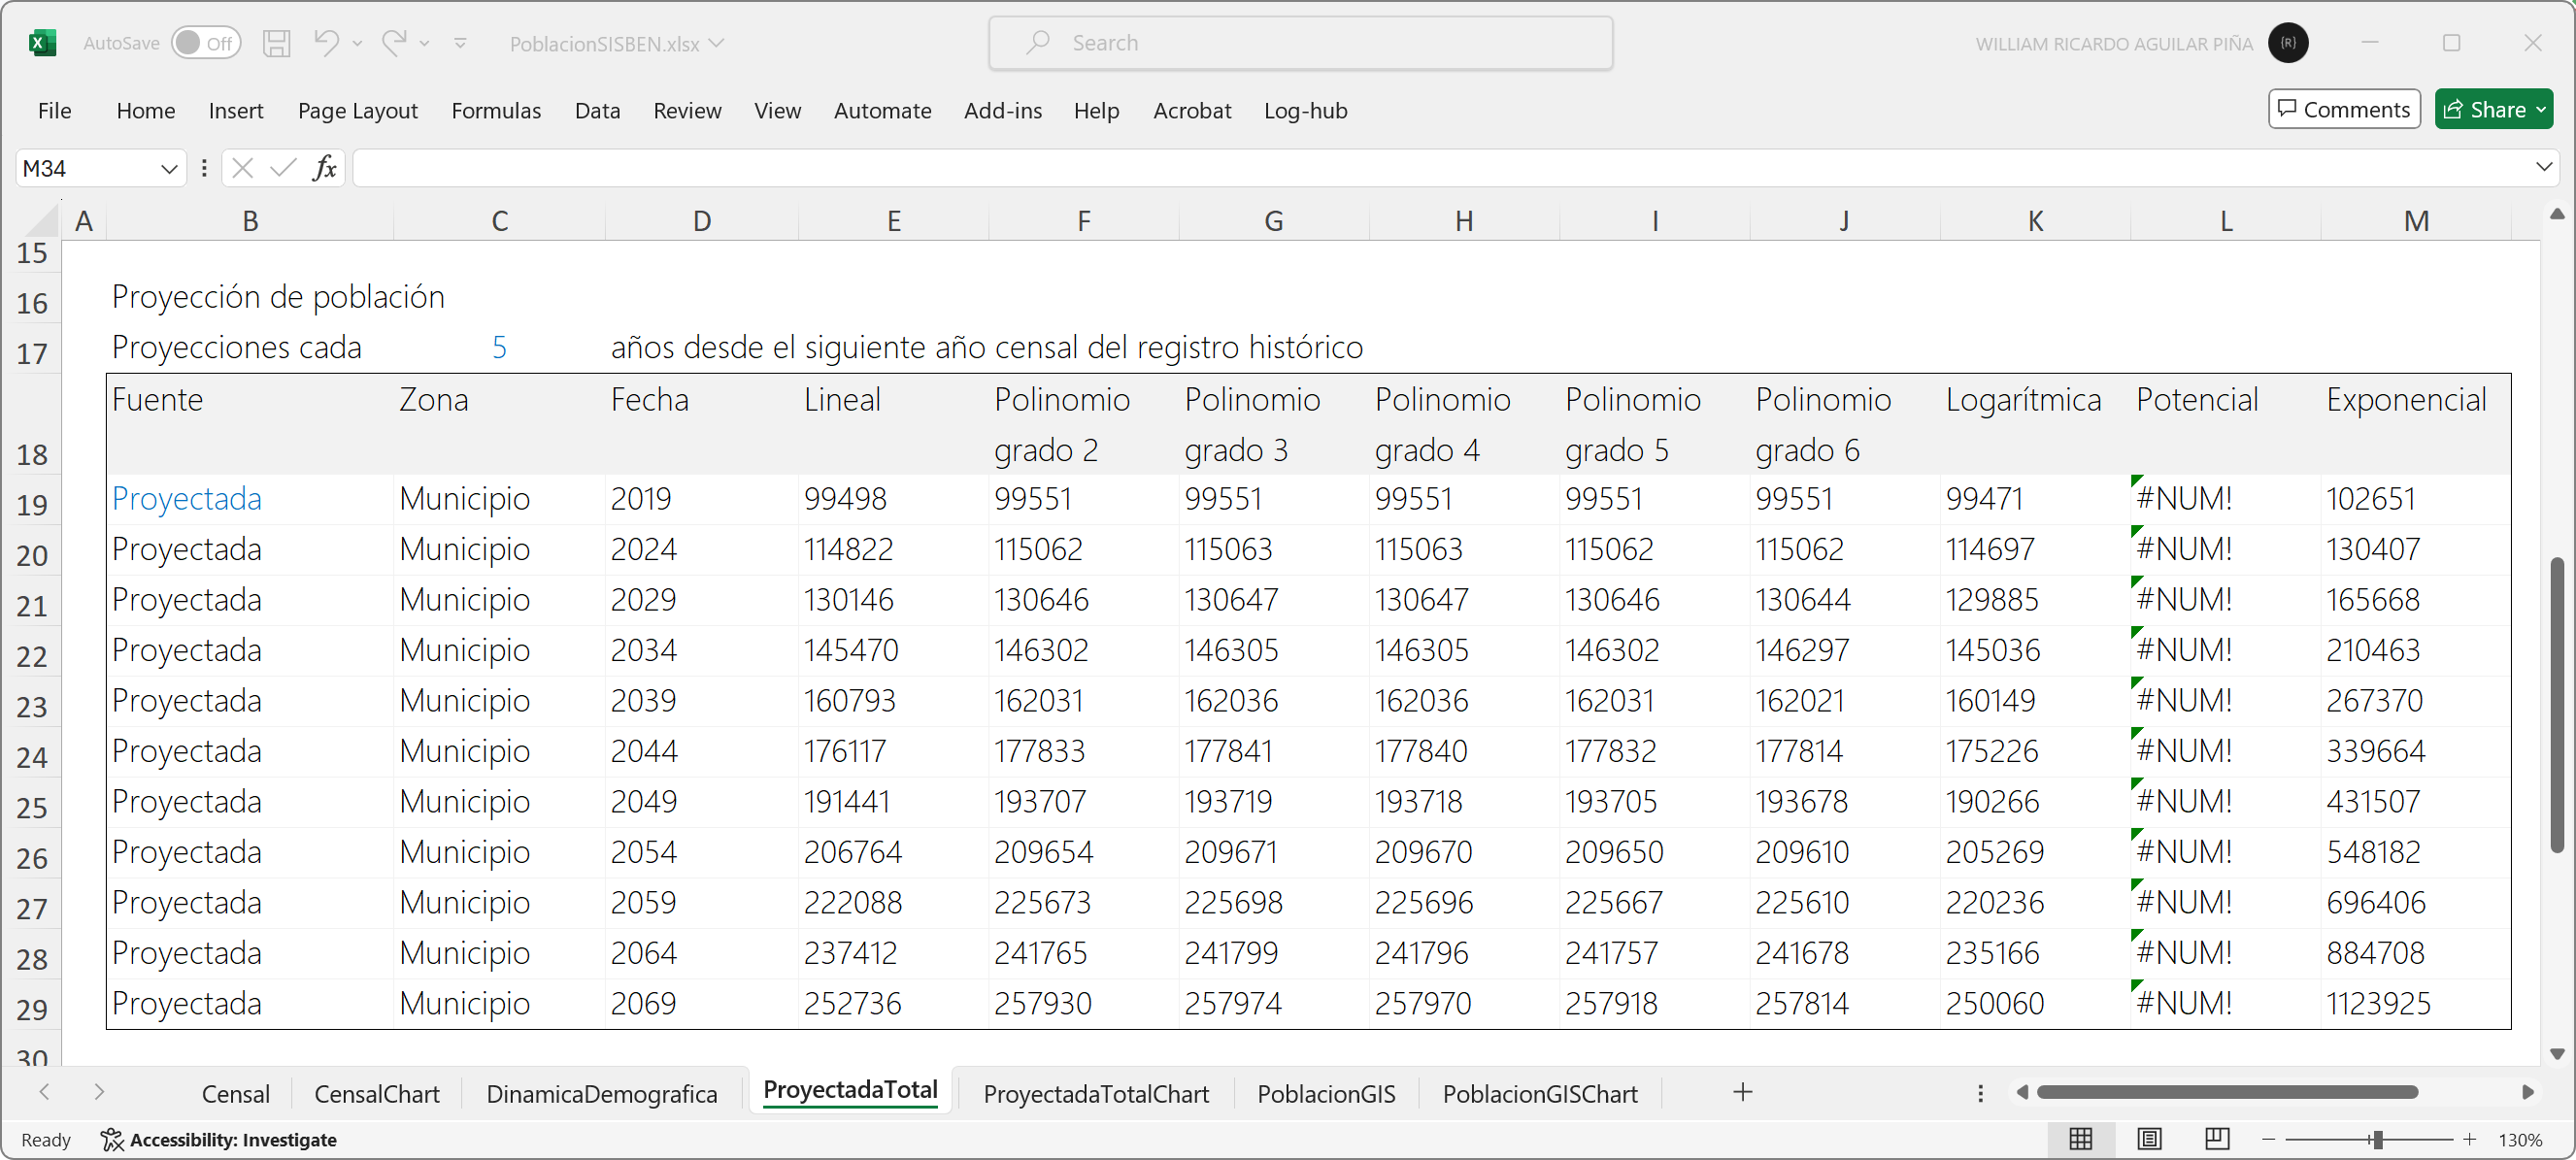 AutoSave Off PoblacionSISBEN.xlsx Search WILLIAM RICARDO AGUILAR PIÑA {R}
File Home Insert Page Layout Formulas Data Review View Automate Add-ins Help Acrobat Log-hub Comments Share
M34 fx
A B C D E F G H I J K L M
15
16 Proyección de población
17 Proyecciones cada 5 años desde el siguiente año censal del registro histórico
Fuente Zona Fecha Lineal Polinomio Polinomio Polinomio Polinomio Polinomio Logarítmica Potencial Exponencial
18 grado 2 grado 3 grado 4 grado 5 grado 6
19 Proyectada Municipio 2019 99498 99551 99551 99551 99551 99551 99471 #NUM! 102651
20 Proyectada Municipio 2024 114822 115062 115063 115063 115062 115062 114697 #NUM! 130407
21 Proyectada Municipio 2029 130146 130646 130647 130647 130646 130644 129885 #NUM! 165668
22 Proyectada Municipio 2034 145470 146302 146305 146305 146302 146297 145036 #NUM! 210463
23 Proyectada Municipio 2039 160793 162031 162036 162036 162031 162021 160149 #NUM! 267370
24 Proyectada Municipio 2044 176117 177833 177841 177840 177832 177814 175226 #NUM! 339664
25 Proyectada Municipio 2049 191441 193707 193719 193718 193705 193678 190266 #NUM! 431507
26 Proyectada Municipio 2054 206764 209654 209671 209670 209650 209610 205269 #NUM! 548182
27 Proyectada Municipio 2059 222088 225673 225698 225696 225667 225610 220236 #NUM! 696406
28 Proyectada Municipio 2064 237412 241765 241799 241796 241757 241678 235166 #NUM! 884708
29 Proyectada Municipio 2069 252736 257930 257974 257970 257918 257814 250060 #NUM! 1123925
30
Censal CensalChart DinamicaDemografica ProyectadaTotal ProyectadaTotalChart PoblacionGIS PoblacionGISChart
Ready Accessibility: Investigate 130%